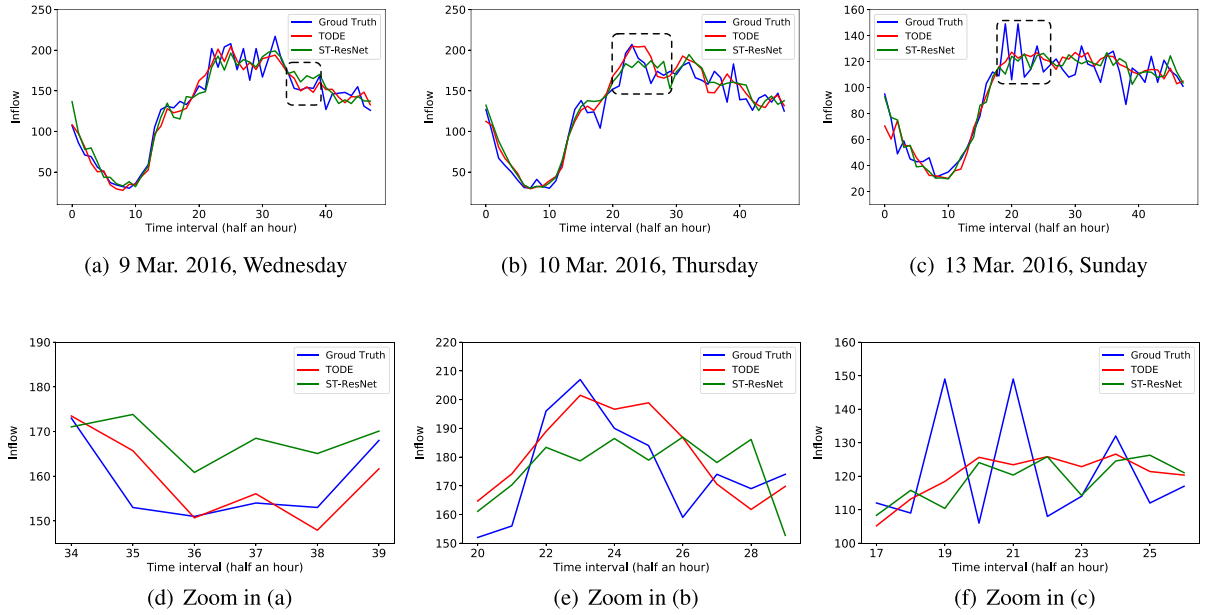 Groud Truth
TODE
ST-ResNet
250
200
150
100
50
Inflow
0 10 20 30 40
Time interval (half an hour)
(a) 9 Mar. 2016, Wednesday
Groud Truth
TODE
ST-ResNet
250
200
150
100
50
Inflow
0 10 20 30 40
Time interval (half an hour)
(b) 10 Mar. 2016, Thursday
Groud Truth
TODE
ST-ResNet
160
140
120
100
80
60
40
20
Inflow
0 10 20 30 40
Time interval (half an hour)
(c) 13 Mar. 2016, Sunday
Groud Truth
TODE
ST-ResNet
190
180
170
160
150
Inflow
34 35 36 37 38 39
Time interval (half an hour)
(d) Zoom in (a)
Groud Truth
TODE
ST-ResNet
220
210
200
190
180
170
160
150
Inflow
20 22 24 26 28
Time interval (half an hour)
(e) Zoom in (b)
Groud Truth
TODE
ST-ResNet
160
150
140
130
120
110
100
Inflow
17 19 21 23 25
Time interval (half an hour)
(f) Zoom in (c)